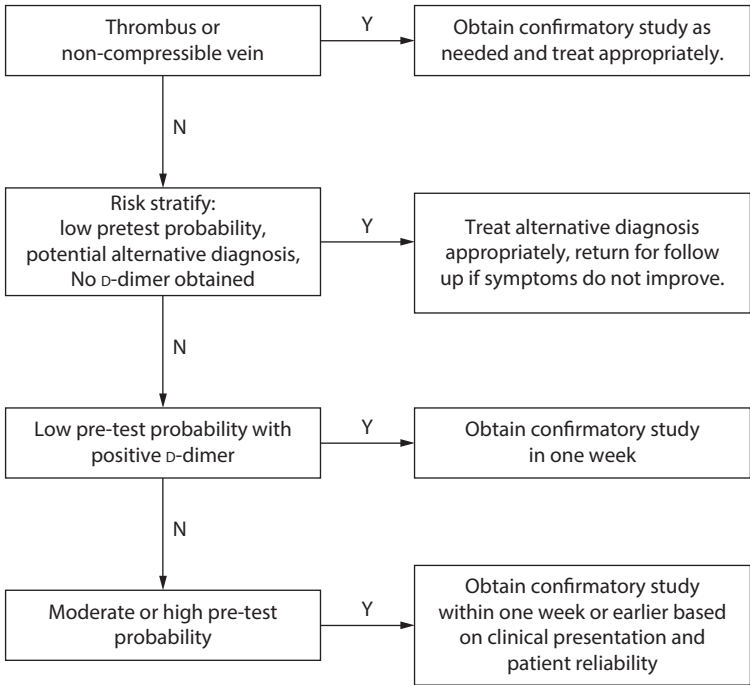 Thrombus or
non-compressible vein
Y
Obtain confirmatory study as
needed and treat appropriately.
N
Risk stratify:
low pretest probability,
potential alternative diagnosis,
No D-dimer obtained
Y
Treat alternative diagnosis
appropriately, return for follow
up if symptoms do not improve.
N
Low pre-test probability with
positive D-dimer
Y
Obtain confirmatory study
in one week
N
Moderate or high pre-test
probability
Y
Obtain confirmatory study
within one week or earlier based
on clinical presentation and
patient reliability